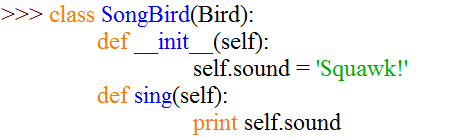 >>> class SongBird(Bird):
def __init__(self):
self.sound = 'Squawk!'
def sing(self):
print self.sound